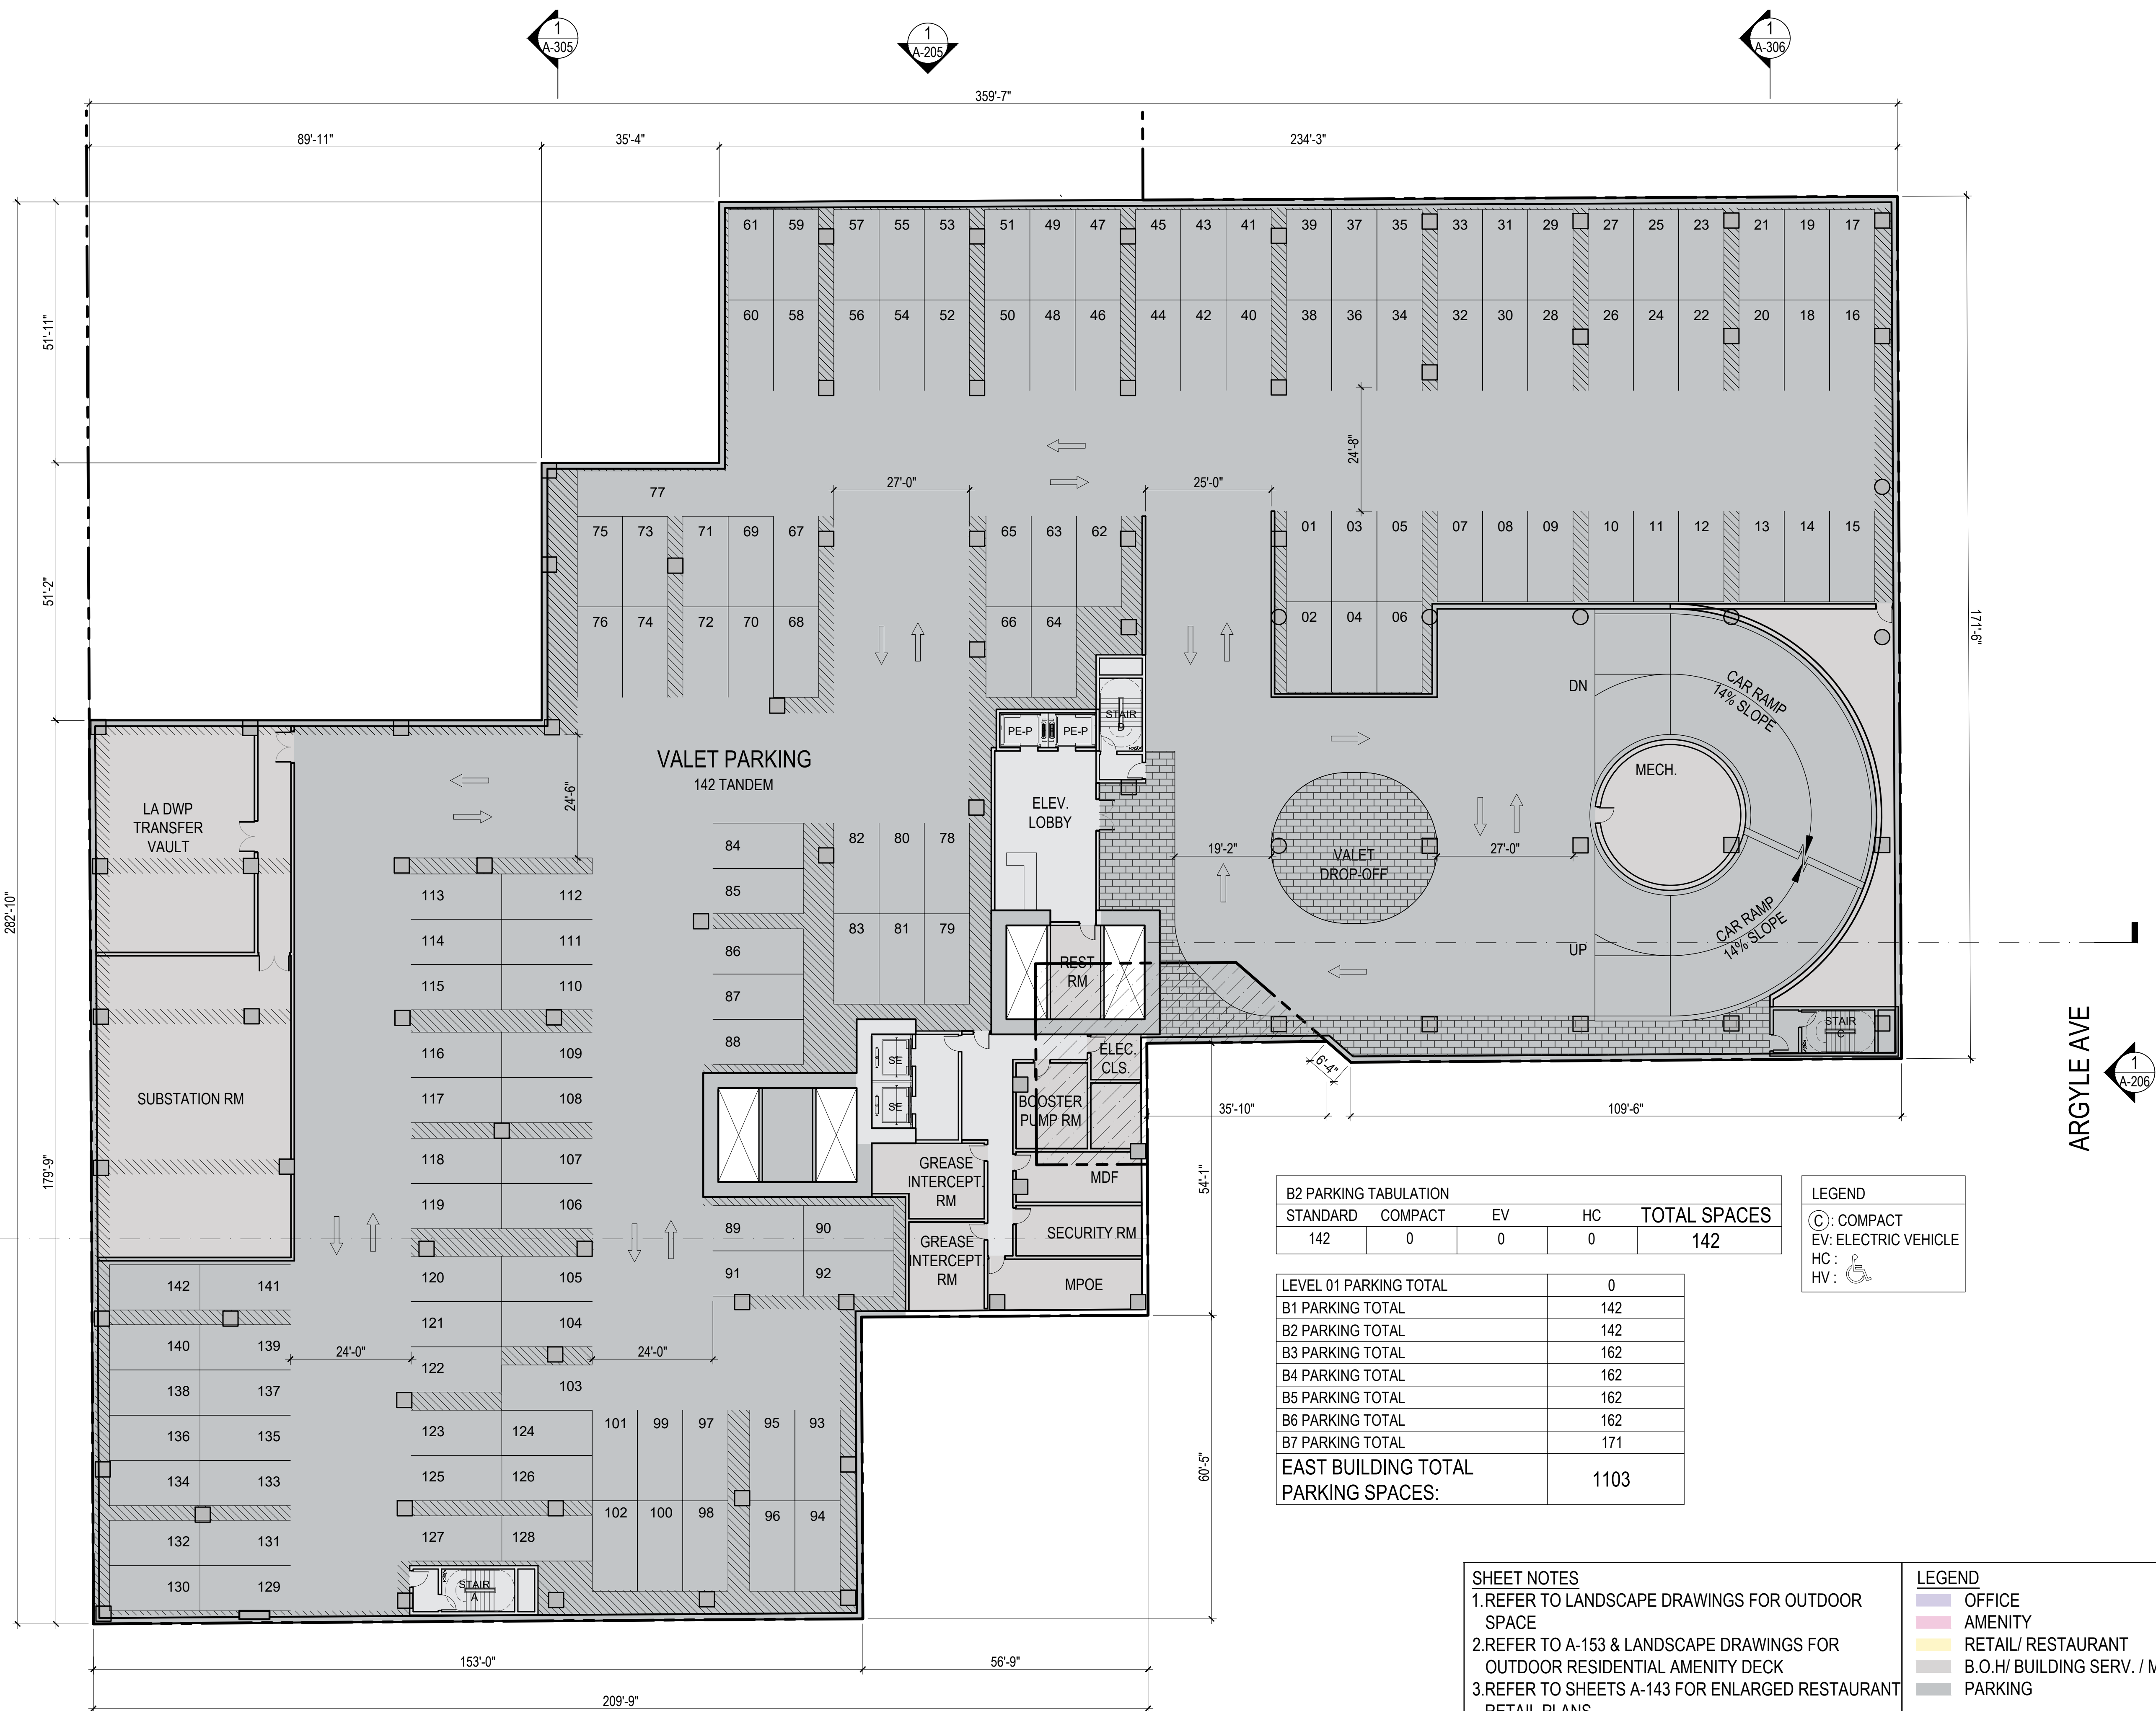 1
A-305
1
A-205
1
A-306
359'-7"
89'-11"
35'-4"
234'-3"
61 59 57 55 53 51 49 47 45 43 41 39 37 35 33 31 29 27 25 23 21 19 17
60 58 56 54 52 50 48 46 44 42 40 38 36 34 32 30 28 26 24 22 20 18 16
51'-11"
24'-8"
77
27'-0"
25'-0"
75 73 71 69 67 65 63 62 01 03 05 07 08 09 10 11 12 13 14 15
51'-2"
171'-6"
76 74 72 70 68 66 64 02 04 06
DN
CAR RAMP
14% SLOPE
STAIR
PE-P
PE-P
VALET PARKING
142 TANDEM
MECH.
24'-6"
LA DWP
TRANSFER
VAULT
ELEV.
LOBBY
84 82 80 78
19'-2"
VALET
DROP-OFF
27'-0"
85
113 112
282'-10"
83 81 79
114 111
86
CAR RAMP
14% SLOPE
UP
REST
RM
115 110
87
88
STAIR
C
116 109
SE
ELEC.
CLS.
6'-4"
ARGYLE AVE
1
A-206
SUBSTATION RM
117 108
SE
BOOSTER
PUMP RM
35'-10"
109'-6"
118 107
GREASE
INTERCEPT.
RM
MDF
54'-1"
179'-9"
119 106
89 90
SECURITY RM
GREASE
INTERCEPT.
RM
120 105
91 92
MPOE
142 141
121 104
140 139
24'-0"
24'-0"
122
103
138 137
101 99 97 95 93
136 135
123 124
60'-5"
134 133
125 126
102 100 98 96 94
132 131
127 128
130 129
STAIR
A
153'-0"
56'-9"
209'-9"
B2 PARKING TABULATION
STANDARD COMPACT EV HC TOTAL SPACES
142 0 0 0 142
LEVEL 01 PARKING TOTAL 0
B1 PARKING TOTAL 142
B2 PARKING TOTAL 142
B3 PARKING TOTAL 162
B4 PARKING TOTAL 162
B5 PARKING TOTAL 162
B6 PARKING TOTAL 162
B7 PARKING TOTAL 171
EAST BUILDING TOTAL
PARKING SPACES: 1103
LEGEND
C : COMPACT
EV: ELECTRIC VEHICLE
HC :
HV :
SHEET NOTES
1.REFER TO LANDSCAPE DRAWINGS FOR OUTDOOR
SPACE
2.REFER TO A-153 & LANDSCAPE DRAWINGS FOR
OUTDOOR RESIDENTIAL AMENITY DECK
3.REFER TO SHEETS A-143 FOR ENLARGED RESTAURANT
RETAIL PLANS
LEGEND
OFFICE
AMENITY
RETAIL/ RESTAURANT
B.O.H/ BUILDING SERV. / M
PARKING